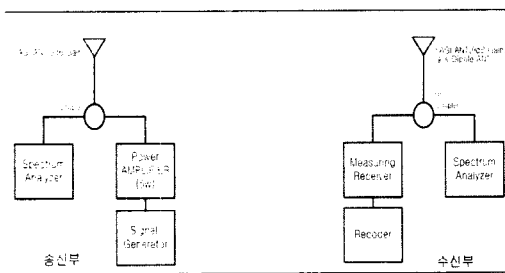 Spectrum
Analyzer
Power
AMPLIFIER
(5w)
Signal
Generator
송신부
Measuring
Receiver
Spectrum
Analyzer
Recoder
수신부